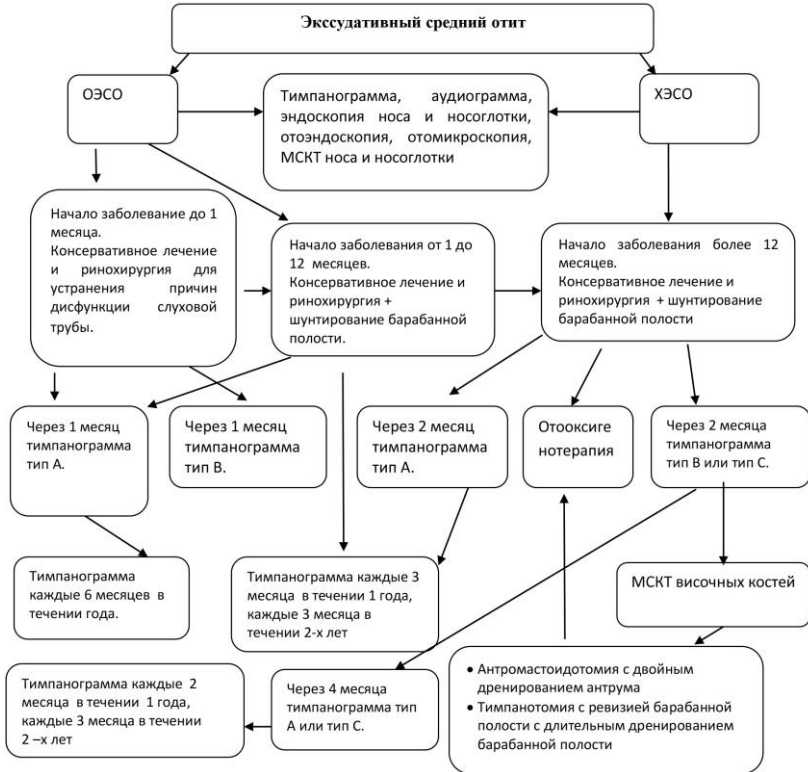 Экссудативный средний отит
ОЭСО
Тимпанограмма, аудиограмма,
эндоскопия носа и носоглотки,
отоэндоскопия, отомикроскопия,
МСКТ носа и носоглотки
ХЭСО
Начало заболевание до 1
месяца.
Консервативное лечение
и ринохирургия для
устранения причин
дисфункции слуховой
трубы.
Начало заболевания от 1 до
12 месяцев.
Консервативное лечение и
ринохирургия +
шунтирование барабанной
полости.
Начало заболевания более 12
месяцев.
Консервативное лечение и
ринохирургия + шунтирование
барабанной полости
Через 1 месяц
тимпанограмма
тип А.
Через 1 месяц
тимпанограмма
тип В.
Через 2 месяц
тимпанограмма
тип А.
Отооксиге
нотерапия
Через 2 месяца
тимпанограмма
тип В или тип С.
Тимпанограмма
каждые 6 месяцев в
течении года.
Тимпанограмма каждые 3
месяца в течении 1 года,
каждые 3 месяца в
течении 2-х лет
МСКТ височных костей
Тимпанограмма каждые 2
месяца в течении 1 года,
каждые 3 месяца в течении
2 –х лет
Через 4 месяца
тимпанограмма тип
А или тип С.
• Антромастоидотомия с двойным
дренированием антрума
• Тимпанотомия с ревизией барабанной
полости с длительным дренированием
барабанной полости